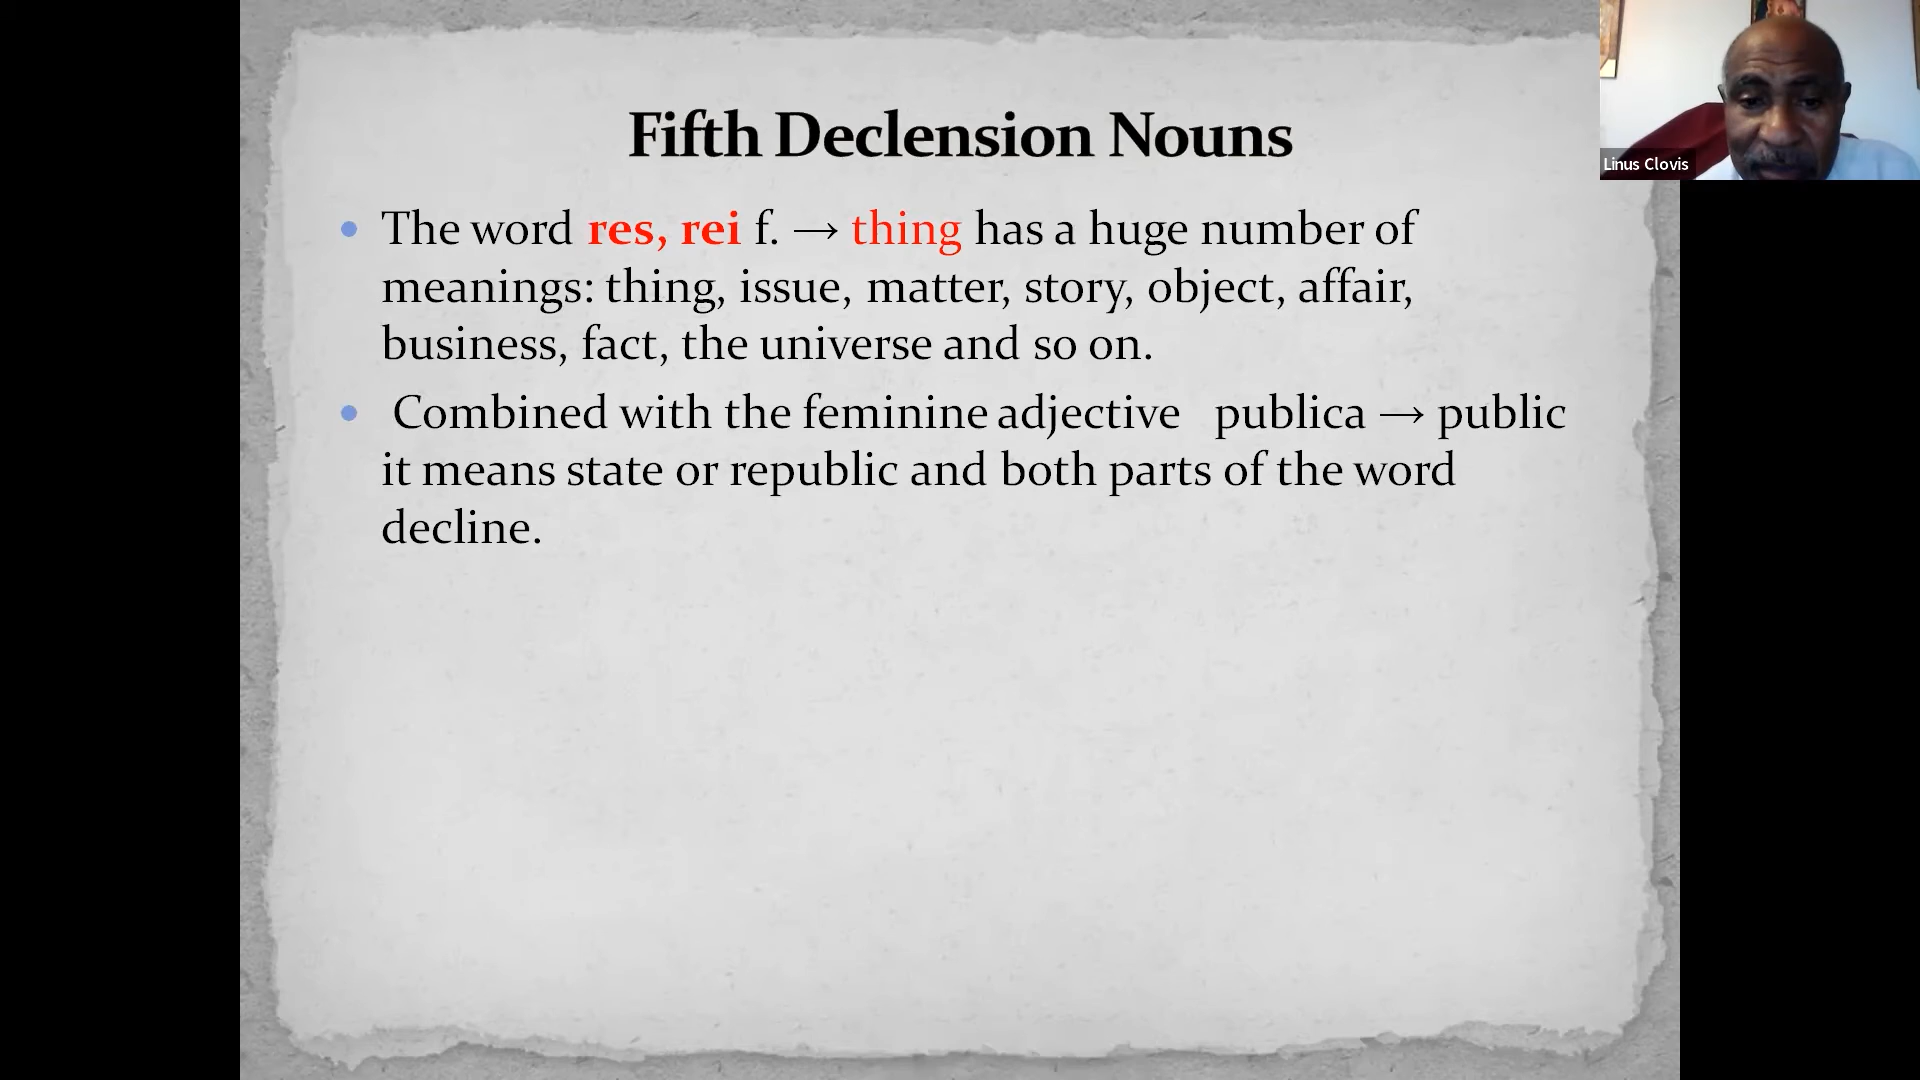 Fifth Declension Nouns
• The word res, rei f. → thing has a huge number of
meanings: thing, issue, matter, story, object, affair,
business, fact, the universe and so on.
• Combined with the feminine adjective publica → public
it means state or republic and both parts of the word
decline.
Linus Clovis